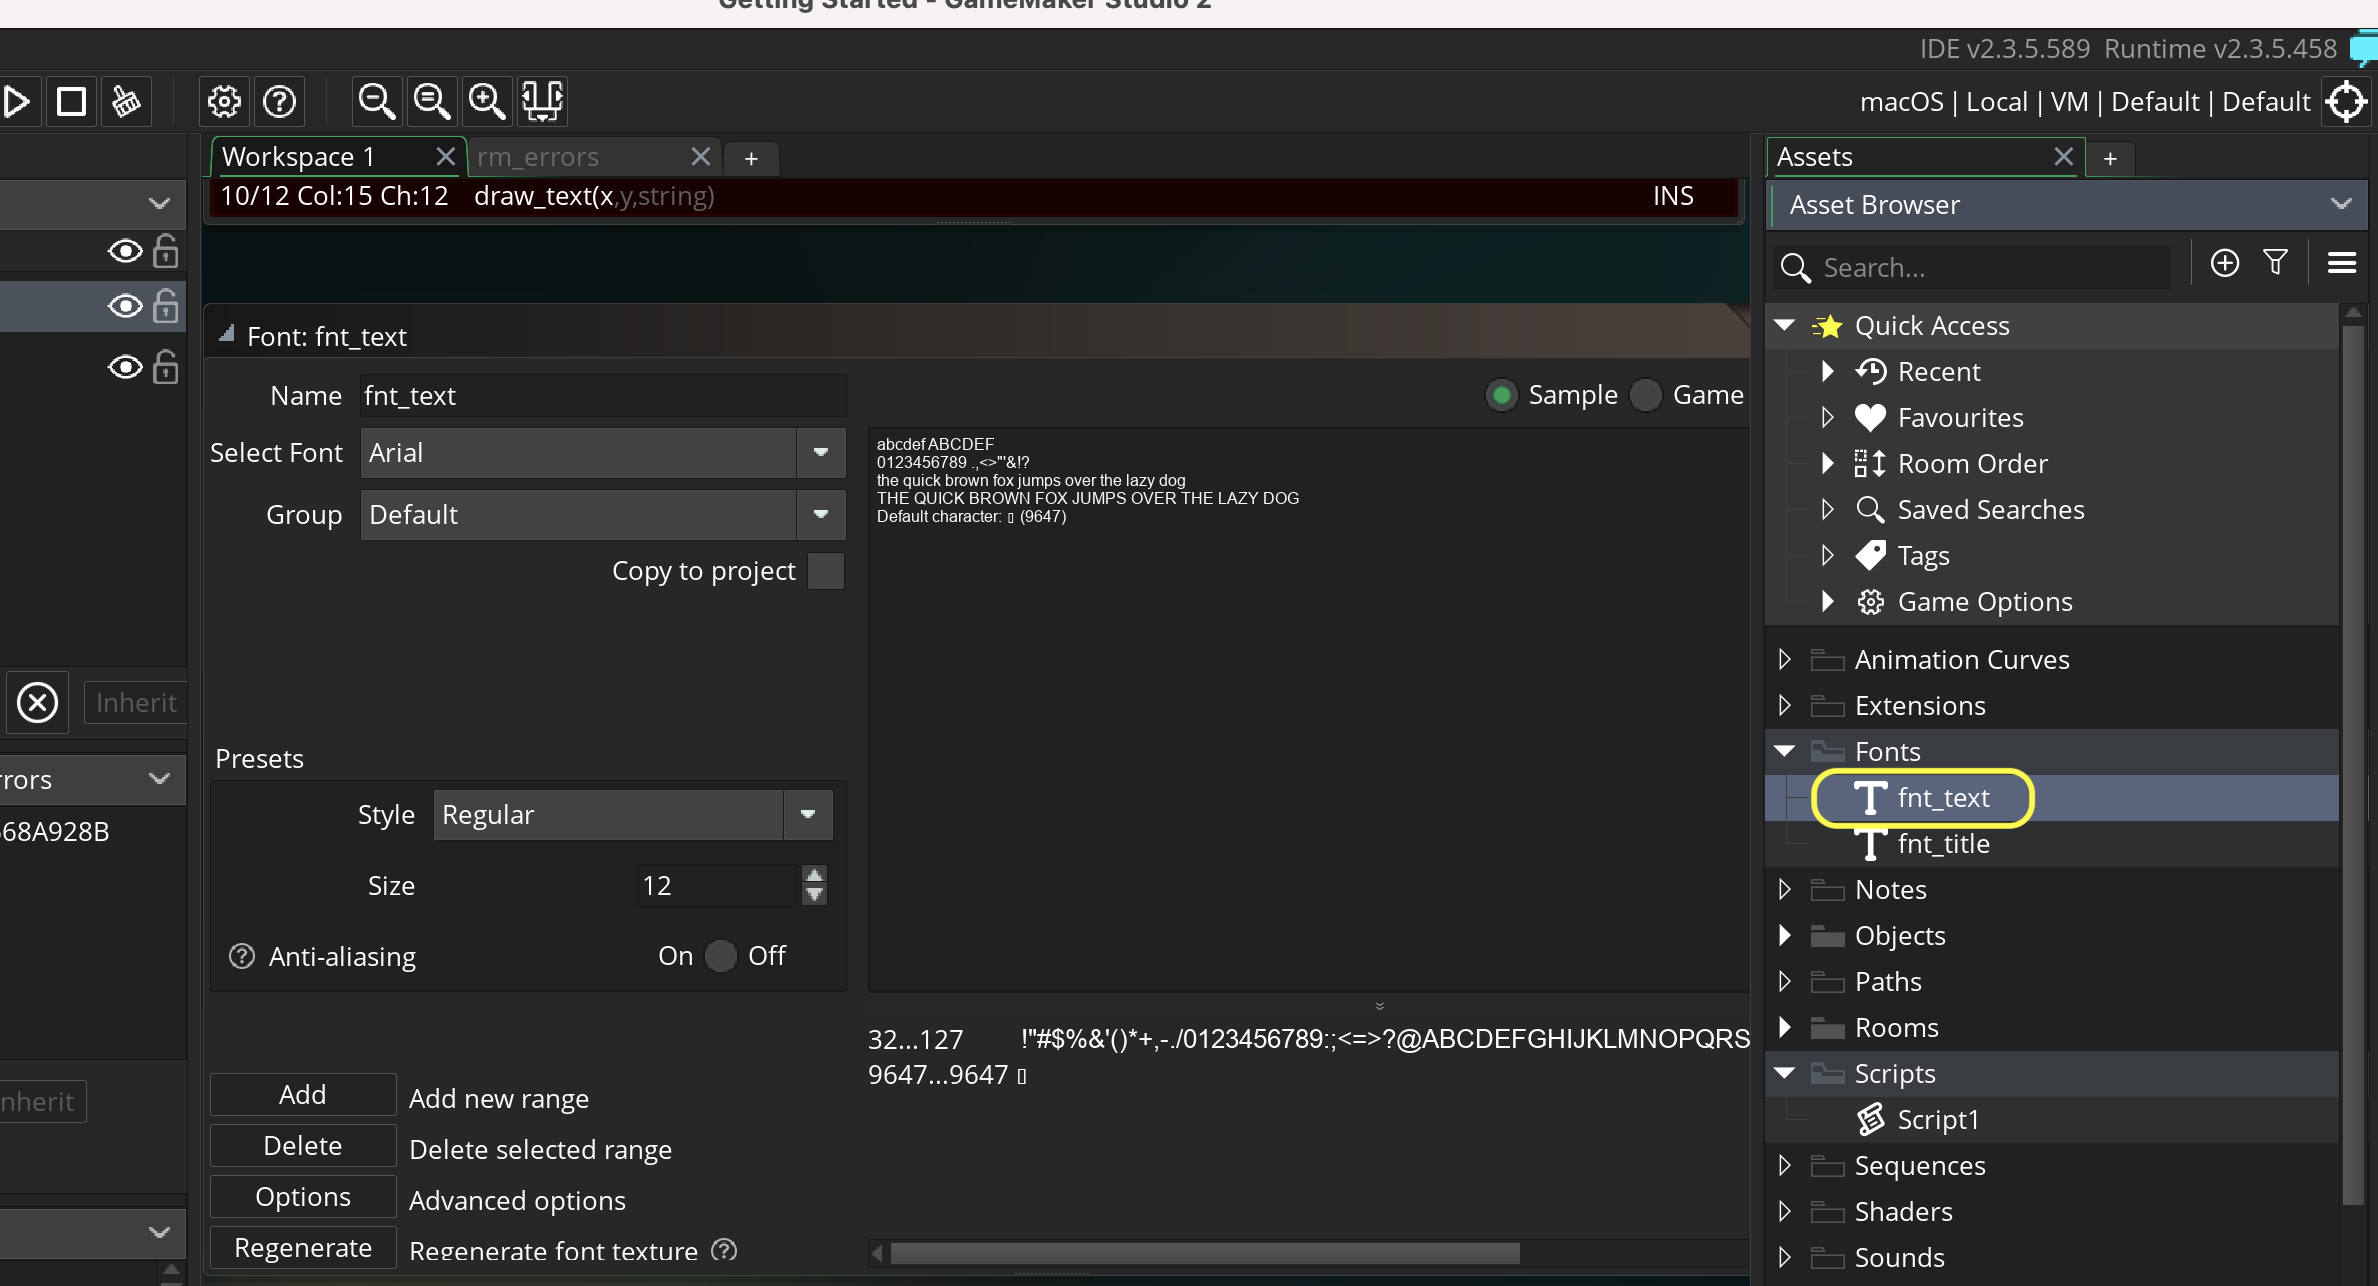 Getting Started - GameMaker Studio 2
IDE v2.3.5.589 Runtime v2.3.5.458
macOS | Local | VM | Default | Default
Workspace 1
rm_errors
+
10/12 Col:15 Ch:12 draw_text(x,y,string) INS
Font: fnt_text
Name fnt_text
Sample Game
Select Font Arial
Group Default
Copy to project
abcdef ABCDEF
0123456789 .,<>"'&!?
the quick brown fox jumps over the lazy dog
THE QUICK BROWN FOX JUMPS OVER THE LAZY DOG
Default character: ▯ (9647)
Inherit
Presets
rrors
Style Regular
68A928B
Size 12
Anti-aliasing On Off
32...127 !"#$%&'()*+,-./0123456789:;<=>?@ABCDEFGHIJKLMNOPQRS
9647...9647 ▯
nherit
Add Add new range
Delete Delete selected range
Options Advanced options
Regenerate Regenerate font texture
Assets
+
Asset Browser
Search...
Quick Access
Recent
Favourites
Room Order
Saved Searches
Tags
Game Options
Animation Curves
Extensions
Fonts
fnt_text
fnt_title
Notes
Objects
Paths
Rooms
Scripts
Script1
Sequences
Shaders
Sounds